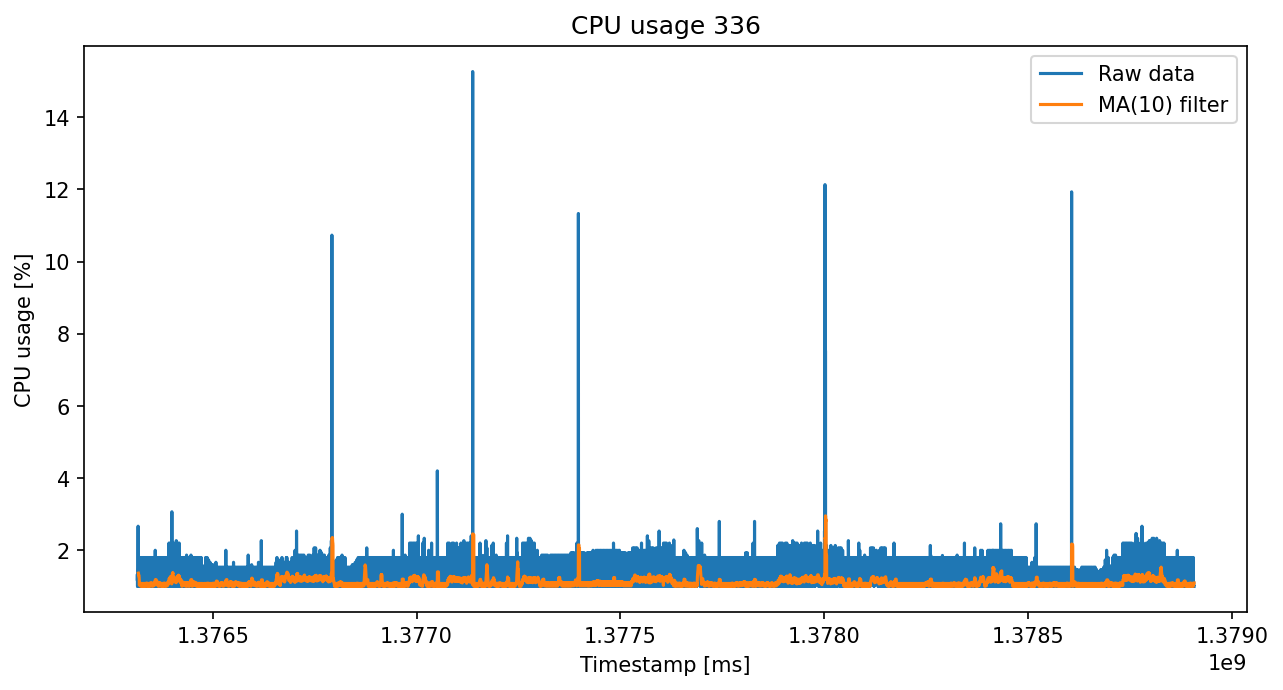 CPU usage 336
Raw data
MA(10) filter
14
12
10
8
6
4
2
CPU usage [%]
1.3765
1.3770
1.3775
1.3780
1.3785
1.3790
1e9
Timestamp [ms]